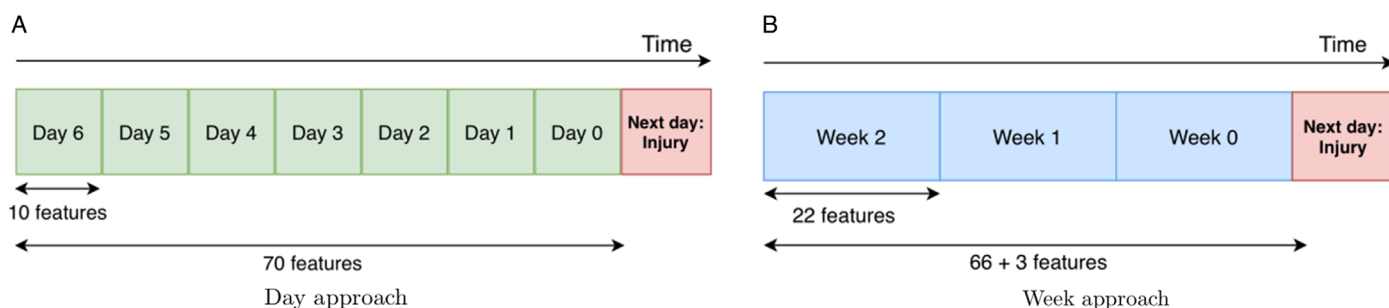 A
Time
Day 6 Day 5 Day 4 Day 3 Day 2 Day 1 Day 0 Next day:
Injury
10 features
70 features
Day approach
B
Time
Week 2 Week 1 Week 0 Next day:
Injury
22 features
66 + 3 features
Week approach